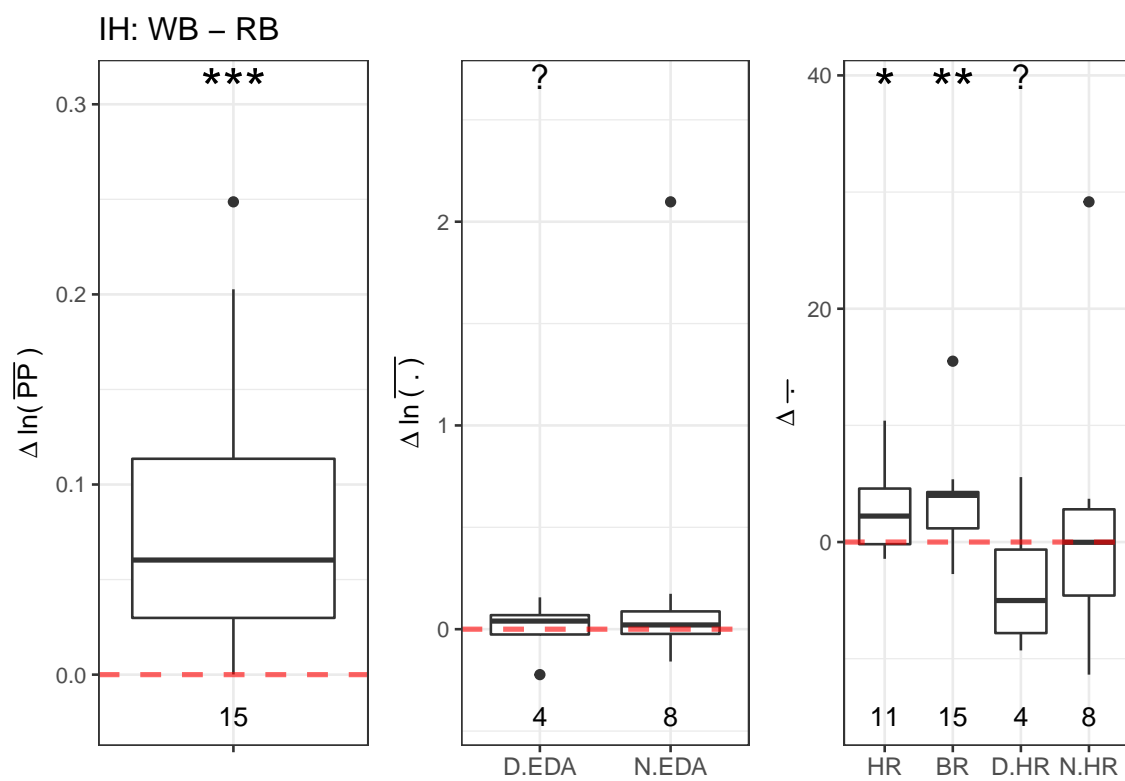 IH: WB – RB
***
0.3
0.2
0.1
0.0
Δ ln( P̅P̅ )
15
?
2
1
0
Δ ln ( . )
4 8
D.EDA N.EDA
* ** ?
40
20
0
Δ .
11 15 4 8
HR BR D.HR N.HR